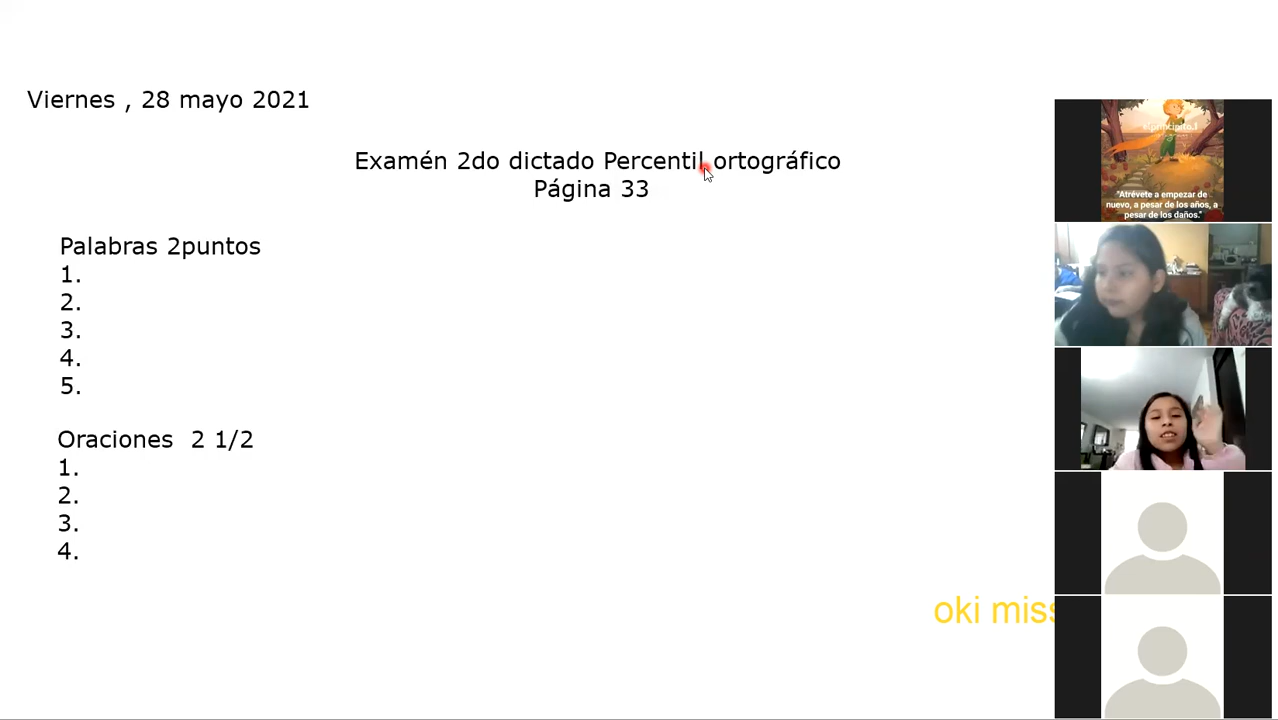 Viernes , 28 mayo 2021
Examén 2do dictado Percentil ortográfico
Página 33
Palabras 2puntos
1.
2.
3.
4.
5.
Oraciones 2 1/2
1.
2.
3.
4.
oki miss
"Atrévete a empezar de
nuevo, a pesar de los años, a
pesar de los daños."